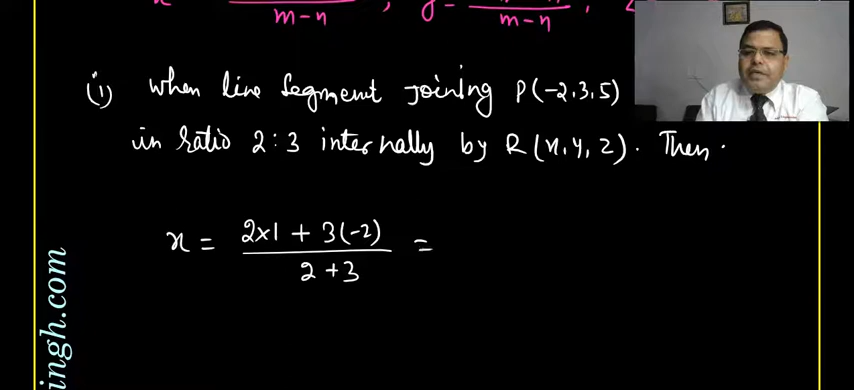 m-n , y= m-n ,
(i) When line segment joining P(-2,3,5)
in ratio 2:3 internally by R(x,y,z). Then.
x = 2×1 + 3(-2) / 2+3 =
ingh.com